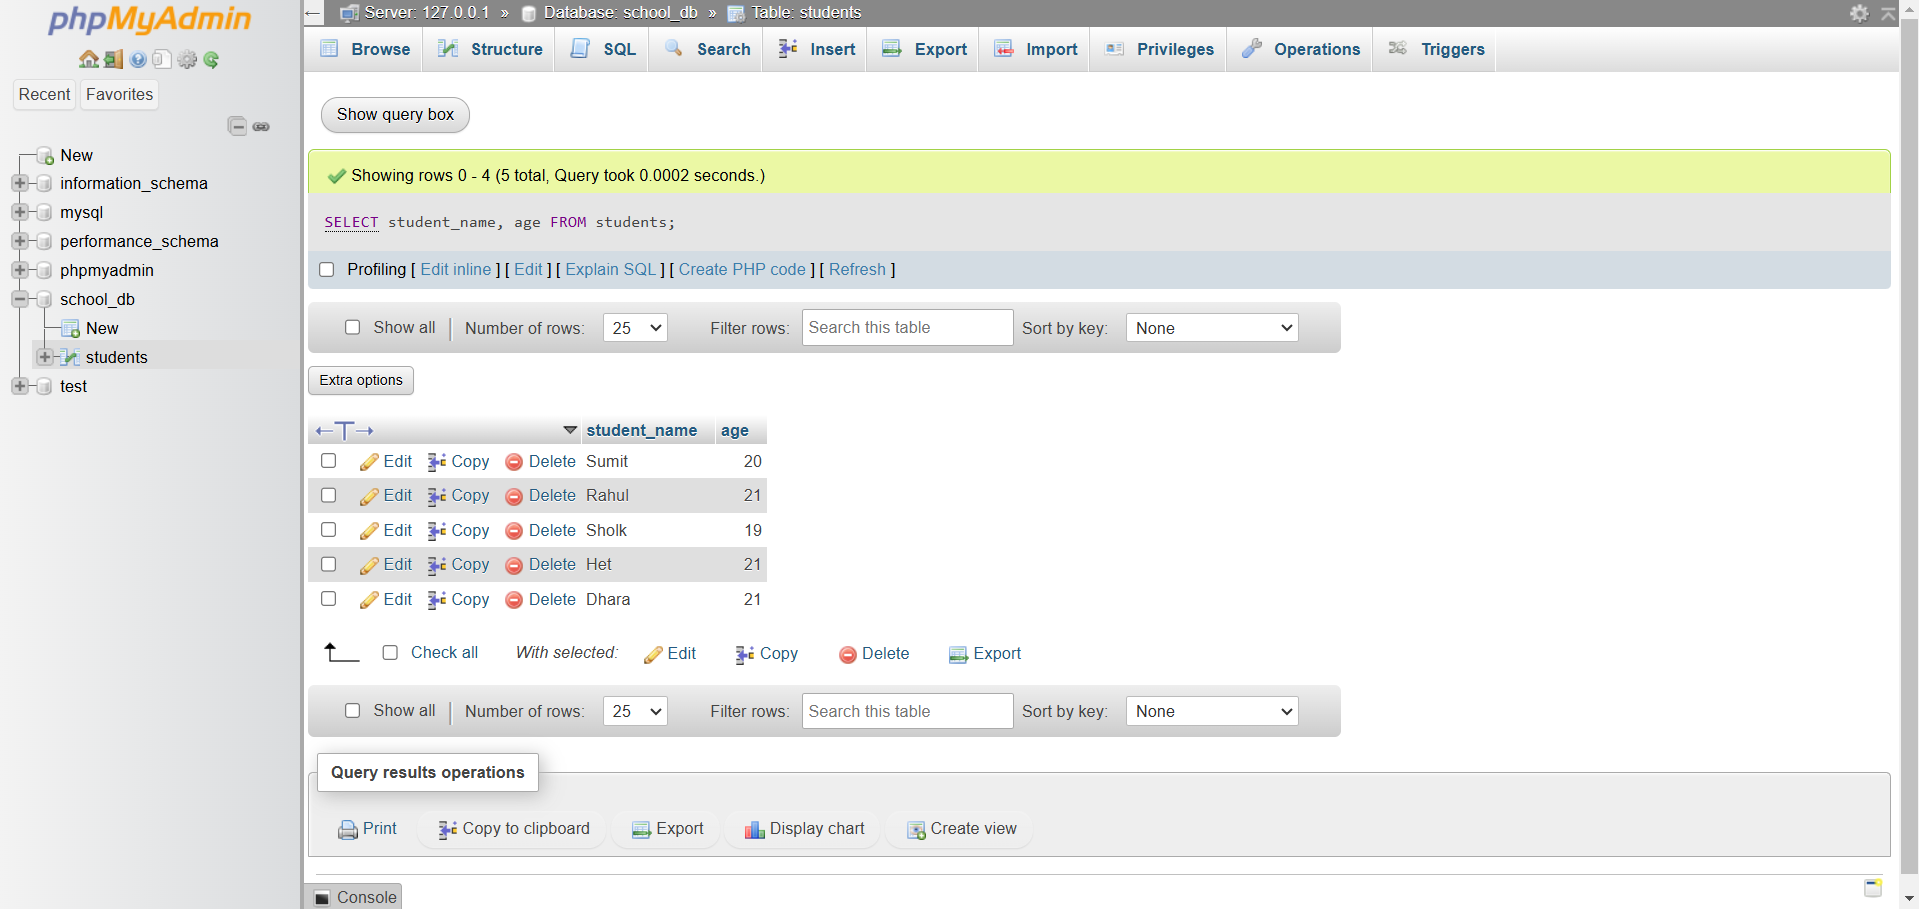 phpMyAdmin
Recent Favorites
New
information_schema
mysql
performance_schema
phpmyadmin
school_db
New
students
test
Server: 127.0.0.1 » Database: school_db » Table: students
Browse Structure SQL Search Insert Export Import Privileges Operations Triggers
Show query box
Showing rows 0 - 4 (5 total, Query took 0.0002 seconds.)
SELECT student_name, age FROM students;
Profiling [ Edit inline ] [ Edit ] [ Explain SQL ] [ Create PHP code ] [ Refresh ]
Show all Number of rows: 25 Filter rows: Search this table Sort by key: None
Extra options
←T→ student_name age
Edit Copy Delete Sumit 20
Edit Copy Delete Rahul 21
Edit Copy Delete Sholk 19
Edit Copy Delete Het 21
Edit Copy Delete Dhara 21
Check all With selected: Edit Copy Delete Export
Show all Number of rows: 25 Filter rows: Search this table Sort by key: None
Query results operations
Print Copy to clipboard Export Display chart Create view
Console